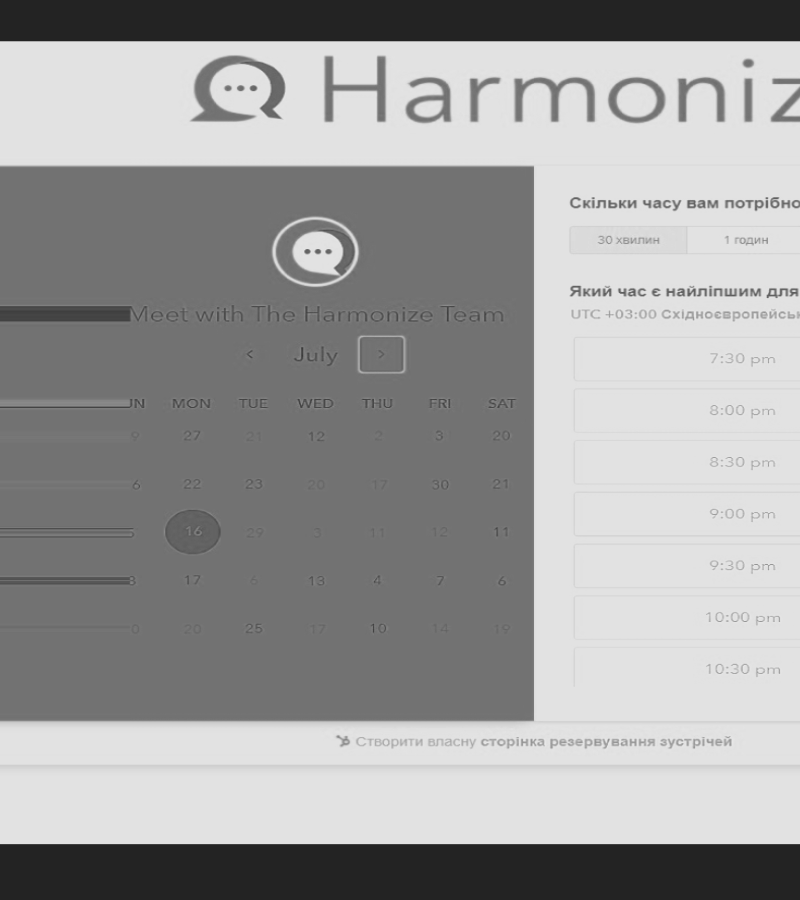 Harmoniz
Meet with The Harmonize Team
< July >
UN MON TUE WED THU FRI SAT
9 27 21 12 2 3 20
6 22 23 20 17 30 21
5 16 29 3 11 12 11
8 17 6 13 4 7 6
0 20 25 17 10 14 19
Скільки часу вам потрібно
30 хвилин 1 годин
Який час є найліпшим для
UTC +03:00 Східноєвропейськ
7:30 pm
8:00 pm
8:30 pm
9:00 pm
9:30 pm
10:00 pm
10:30 pm
Створити власну сторінка резервування зустрічей